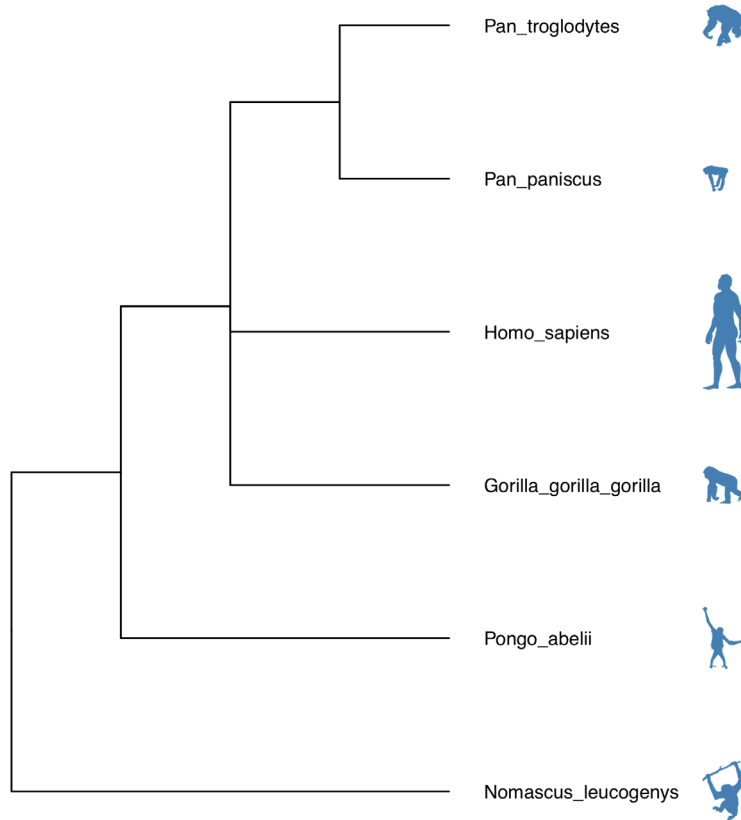 Pan_troglodytes
Pan_paniscus
Homo_sapiens
Gorilla_gorilla_gorilla
Pongo_abelii
Nomascus_leucogenys